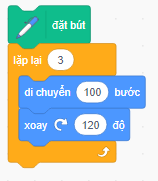 đặt bút
lặp lại 3
di chuyển 100 bước
xoay 120 độ